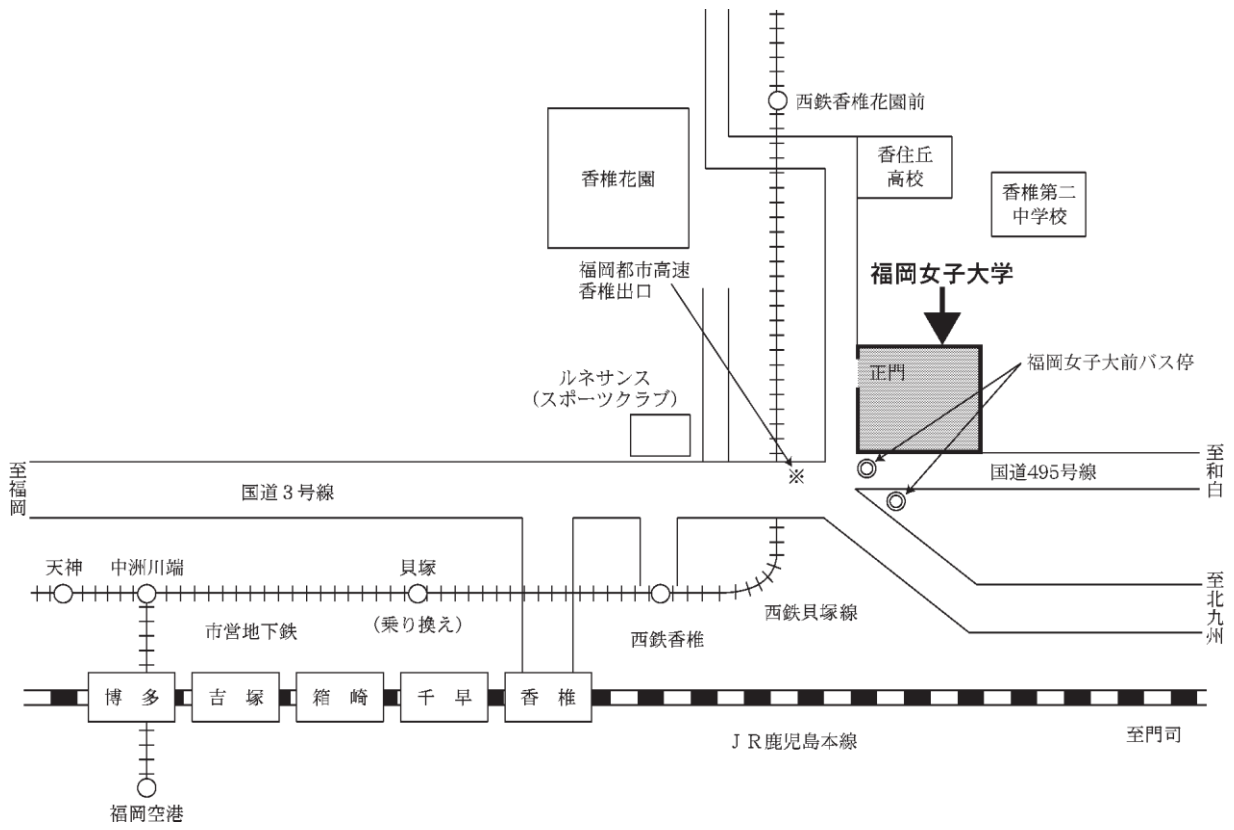 西鉄香椎花園前
香住丘
高校
香椎花園
香椎第二
中学校
福岡都市高速
香椎出口
福岡女子大学
正門
福岡女子大前バス停
ルネサンス
（スポーツクラブ）
至福岡
国道３号線
※
国道495号線
至和白
天神
中洲川端
貝塚
（乗り換え）
市営地下鉄
西鉄香椎
西鉄貝塚線
至北九州
博多
吉塚
箱崎
千早
香椎
ＪＲ鹿児島本線
至門司
福岡空港